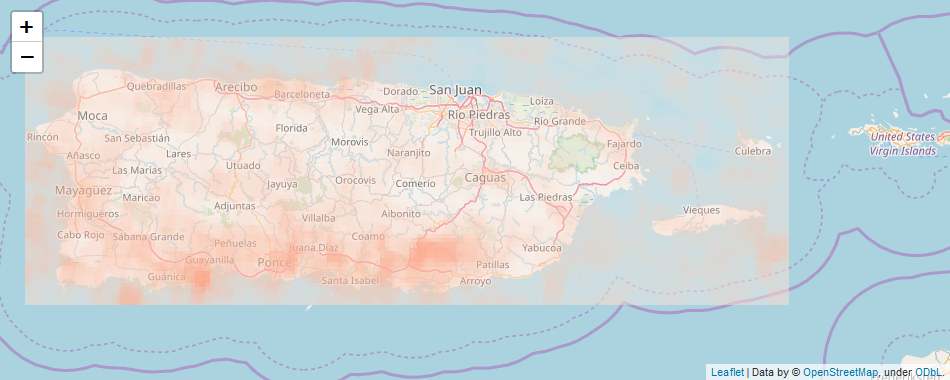 +
−
Quebradillas
Arecibo
Barceloneta
Dorado
San Juan
Loíza
Moca
Vega Alta
Río Piedras
Río Grande
Rincón
San Sebastián
Florida
Morovis
Trujillo Alto
Fajardo
Culebra
United States
Virgin Islands
Añasco
Lares
Utuado
Naranjito
Ceiba
Las Marías
Jayuya
Orocovis
Comerio
Caguas
Mayagüez
Maricao
Las Piedras
Hormigueros
Adjuntas
Villalba
Aibonito
Vieques
Cabo Rojo
Sabana Grande
Peñuelas
Juana Díaz
Coamo
Yabucoa
Guayanilla
Ponce
Patillas
Guánica
Santa Isabel
Arroyo
Leaflet | Data by © OpenStreetMap, under ODbL.